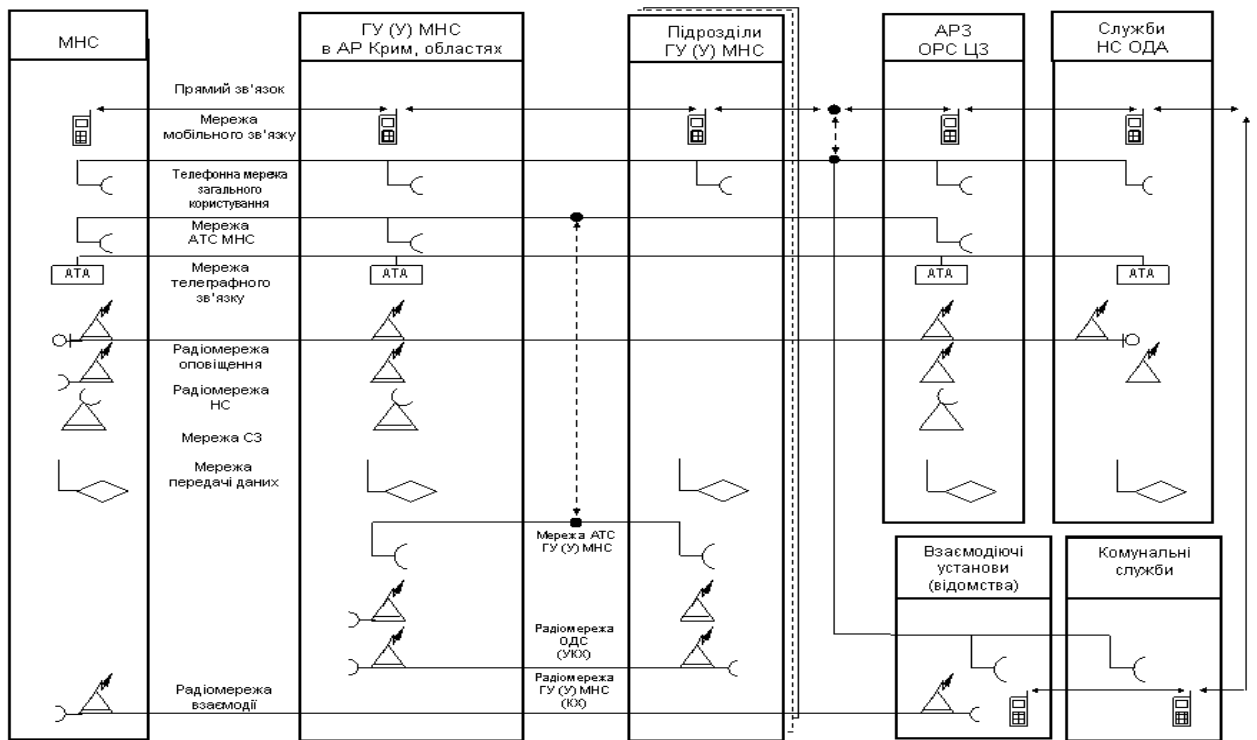 МНС
ГУ (У) МНС
в АР Крим, областях
Підрозділи
ГУ (У) МНС
АРЗ
ОРС ЦЗ
Служби
НС ОДА
Прямий зв'язок
Мережа
мобільного зв'язку
Телефонна мережа
загального
користування
Мережа
АТС МНС
АТА
АТА
АТА
АТА
Мережа
телеграфного
зв'язку
Радіомережа
оповіщення
Радіомережа
НС
Мережа СЗ
Мережа
передачі даних
Мережа АТС
ГУ (У) МНС
Взаємодіючі
установи
(відомства)
Комунальні
служби
Радіомережа
ОДС
(УКХ)
Радіомережа
ГУ (У) МНС
(КХ)
Радіомережа
взаємодії